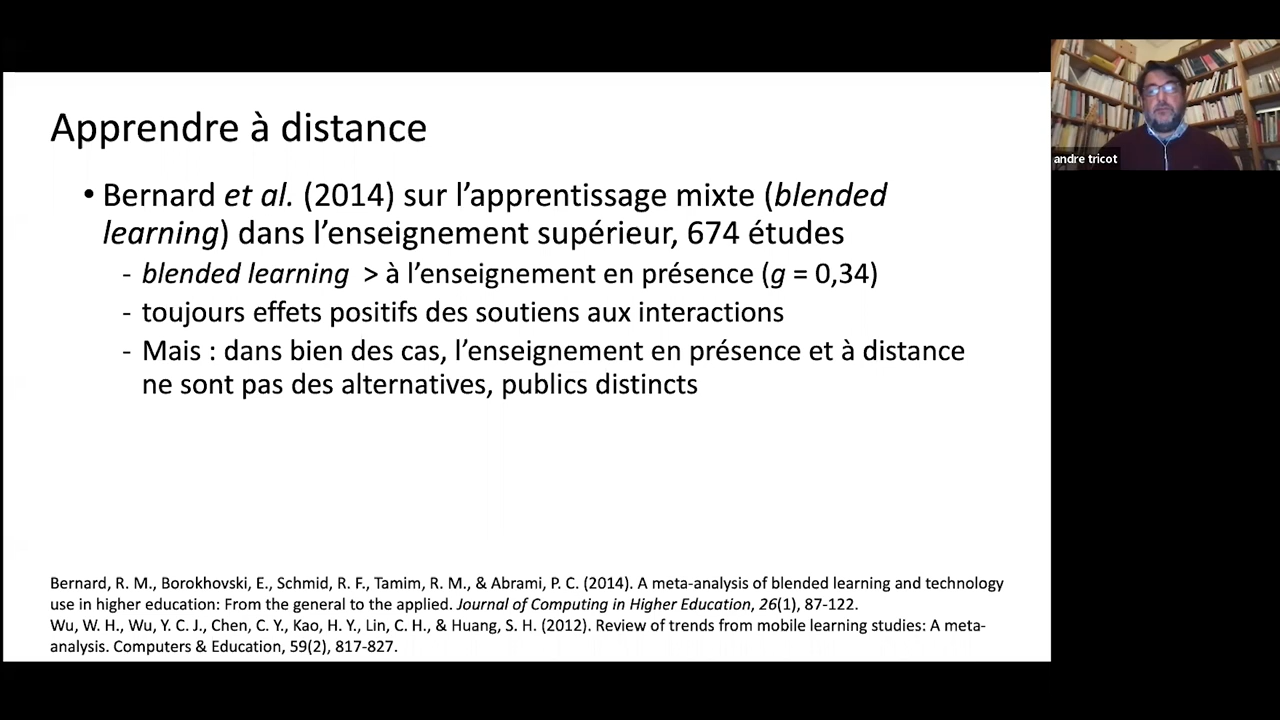 Apprendre à distance
• Bernard et al. (2014) sur l’apprentissage mixte (blended
learning) dans l’enseignement supérieur, 674 études
- blended learning > à l’enseignement en présence (g = 0,34)
- toujours effets positifs des soutiens aux interactions
- Mais : dans bien des cas, l’enseignement en présence et à distance
ne sont pas des alternatives, publics distincts
Bernard, R. M., Borokhovski, E., Schmid, R. F., Tamim, R. M., & Abrami, P. C. (2014). A meta-analysis of blended learning and technology
use in higher education: From the general to the applied. Journal of Computing in Higher Education, 26(1), 87-122.
Wu, W. H., Wu, Y. C. J., Chen, C. Y., Kao, H. Y., Lin, C. H., & Huang, S. H. (2012). Review of trends from mobile learning studies: A meta-
analysis. Computers & Education, 59(2), 817-827.
andre tricot